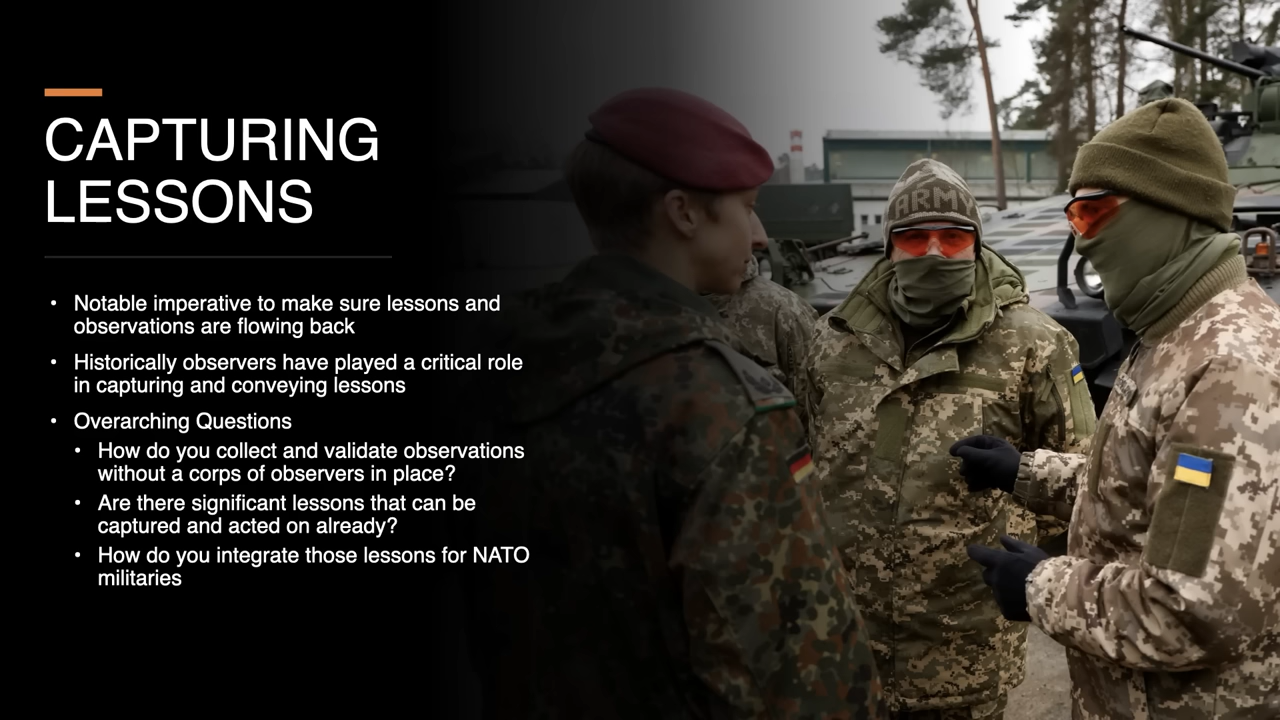 CAPTURING
LESSONS
• Notable imperative to make sure lessons and
observations are flowing back
• Historically observers have played a critical role
in capturing and conveying lessons
• Overarching Questions
• How do you collect and validate observations
without a corps of observers in place?
• Are there significant lessons that can be
captured and acted on already?
• How do you integrate those lessons for NATO
militaries
ARMY